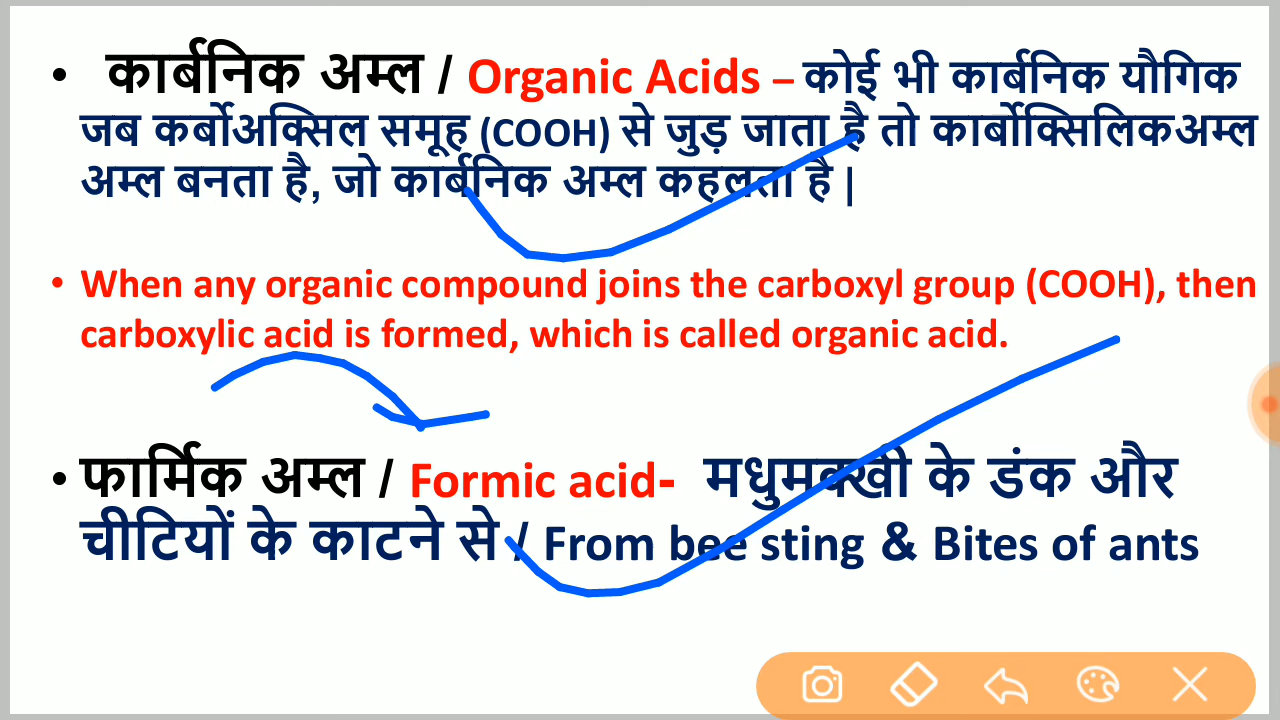 • कार्बनिक अम्ल / Organic Acids – कोई भी कार्बनिक यौगिक
जब कर्बोअक्सिल समूह (COOH) से जुड़ जाता है तो कार्बोक्सिलिकअम्ल
अम्ल बनता है, जो कार्बनिक अम्ल कहलता है |
• When any organic compound joins the carboxyl group (COOH), then
carboxylic acid is formed, which is called organic acid.
• फार्मिक अम्ल / Formic acid- मधुमक्खी के डंक और
चीटियों के काटने से / From bee sting & Bites of ants